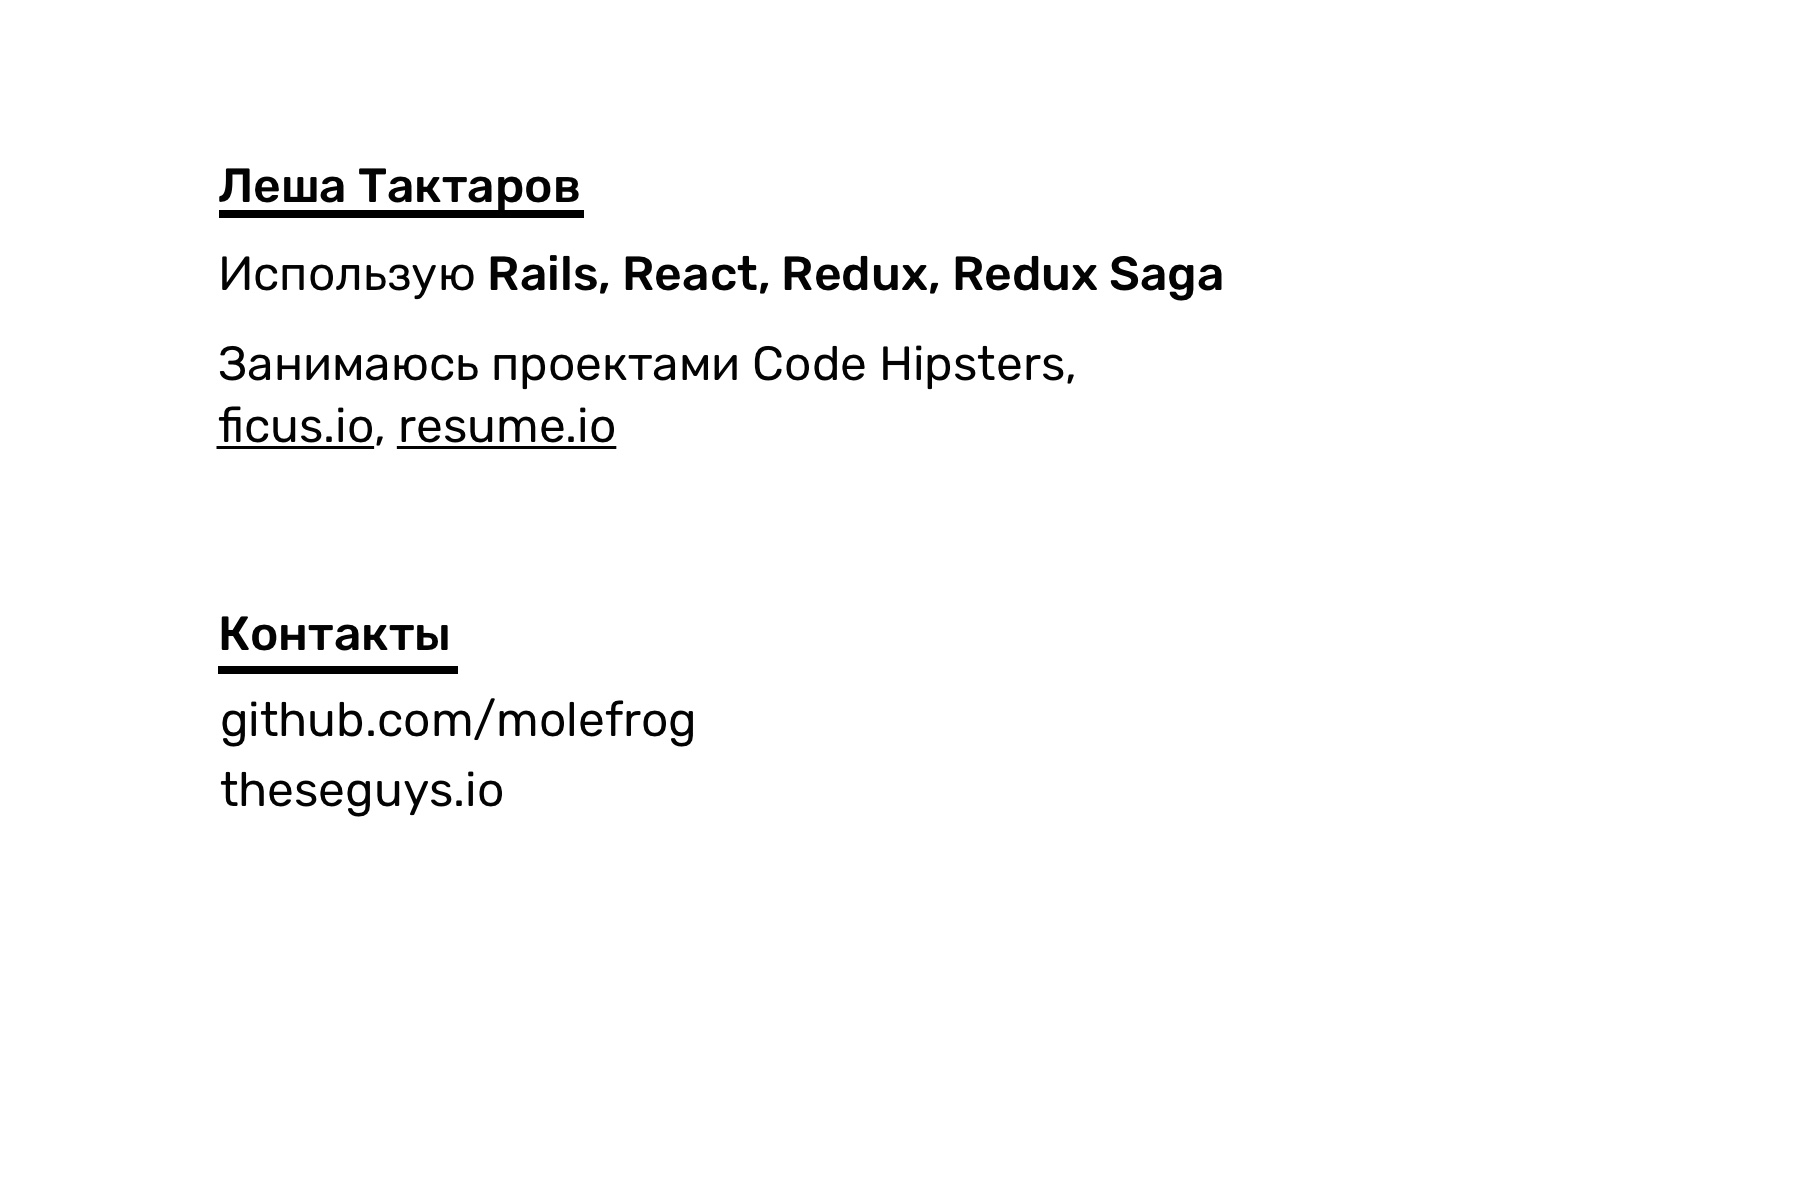 Леша Тактаров
Использую Rails, React, Redux, Redux Saga
Занимаюсь проектами Code Hipsters,
ficus.io, resume.io
Контакты
github.com/molefrog
theseguys.io